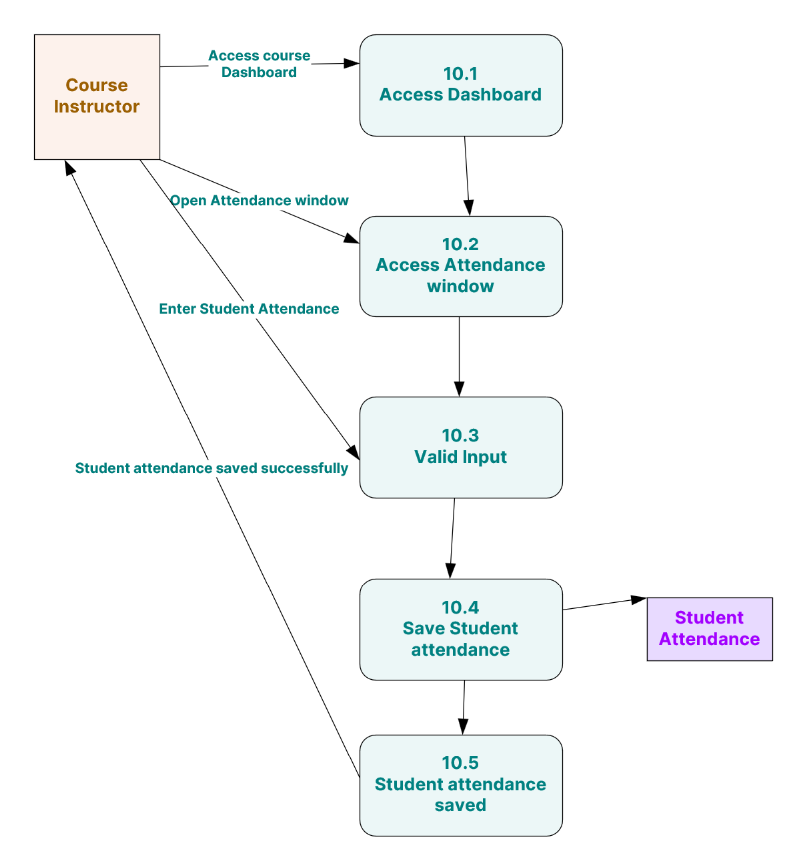 Course
Instructor
Access course
Dashboard
10.1
Access Dashboard
Open Attendance window
10.2
Access Attendance
window
Enter Student Attendance
10.3
Valid Input
Student attendance saved successfully
10.4
Save Student
attendance
Student
Attendance
10.5
Student attendance
saved